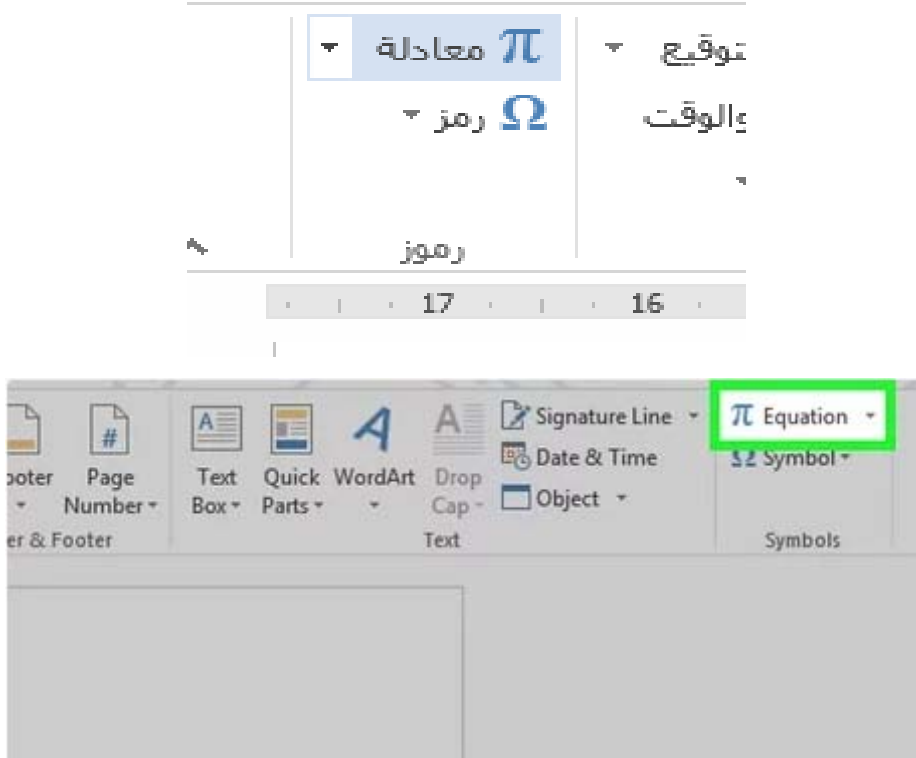 توقيع π معادلة
والوقت Ω رمز
رموز
17 16
π Equation
Signature Line
Ω Symbol
Date & Time
Object
# A A A
Page Number
Text Box
Quick Parts
WordArt
Drop Cap
Text
Symbols